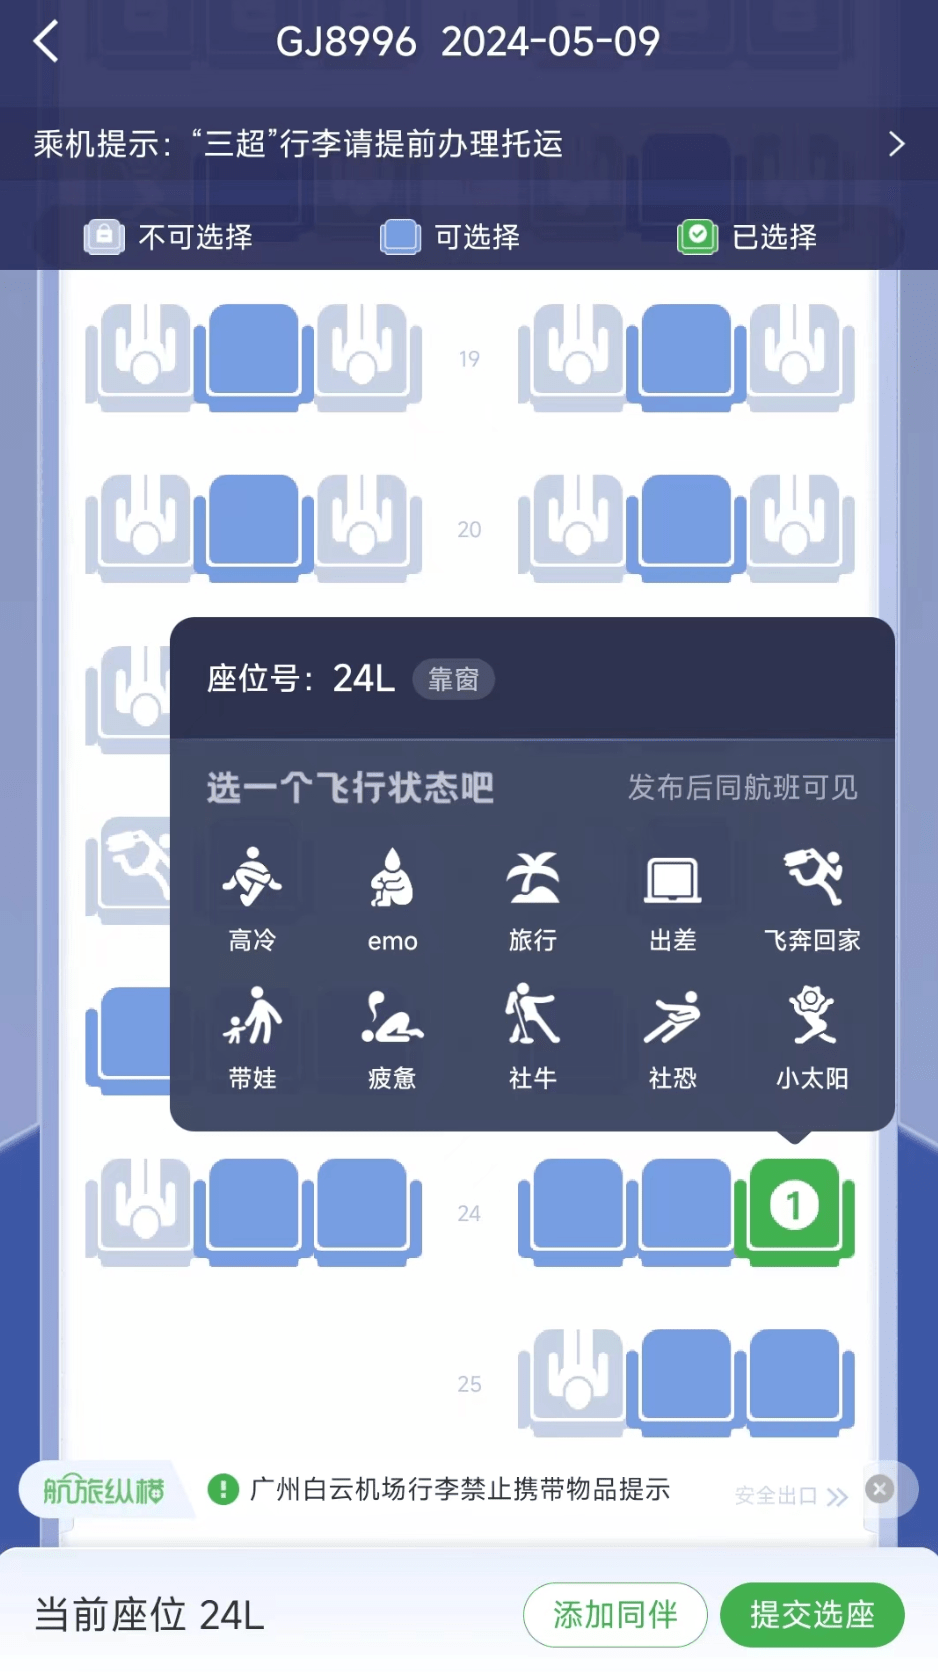 GJ8996 2024-05-09
乘机提示：“三超”行李请提前办理托运
不可选择 可选择 已选择
19
20
座位号：24L 靠窗
选一个飞行状态吧 发布后同航班可见
高冷 emo 旅行 出差 飞奔回家
带娃 疲惫 社牛 社恐 小太阳
24
1
25
航旅纵横 广州白云机场行李禁止携带物品提示
安全出口
当前座位 24L 添加同伴 提交选座